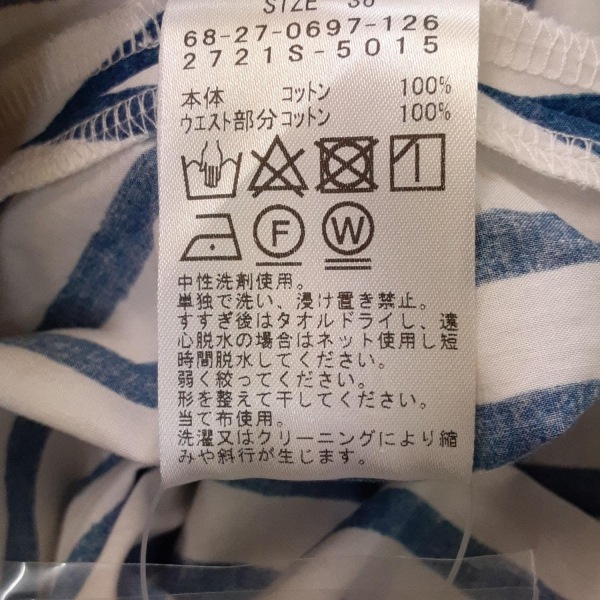 SIZE 38
68-27-0697-126
2721S-5015
本体 コットン 100%
ウエスト部分コットン 100%
F W
中性洗剤使用。
単独で洗い、浸け置き禁止。
すすぎ後はタオルドライし、遠
心脱水の場合はネット使用し短
時間脱水してください。
弱く絞ってください。
形を整えて干してください。
当て布使用。
洗濯又はクリーニングにより縮
みや斜行が生じます。